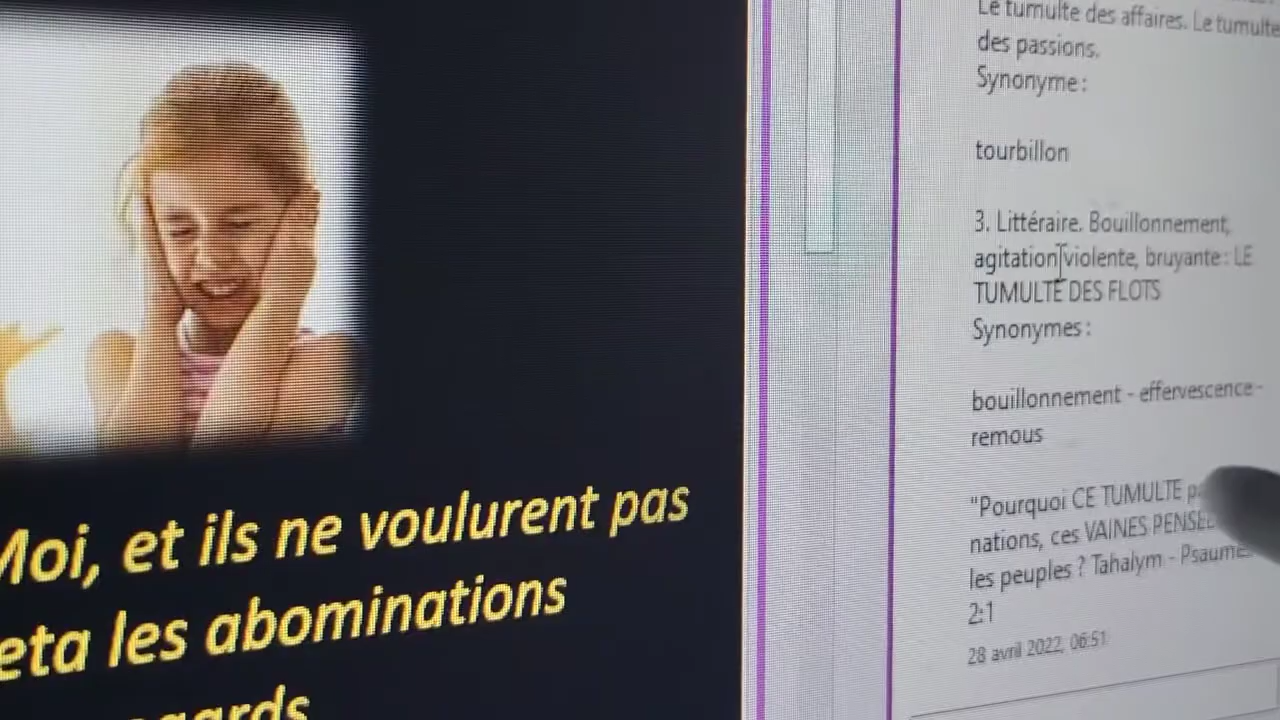 Moi, et ils ne voulurent pas
les abominations
Le tumulte des affaires. Le tumulte
des passions.
Synonyme :
tourbillon
3. Littéraire. Bouillonnement,
agitation violente, bruyante : LE
TUMULTE DES FLOTS
Synonymes :
bouillonnement - effervescence -
remous
"Pourquoi CE TUMULTE
nations, ces VAINES
les peuples ? Tahalym - Psaume
2:1
28 avril 2022, 06:51